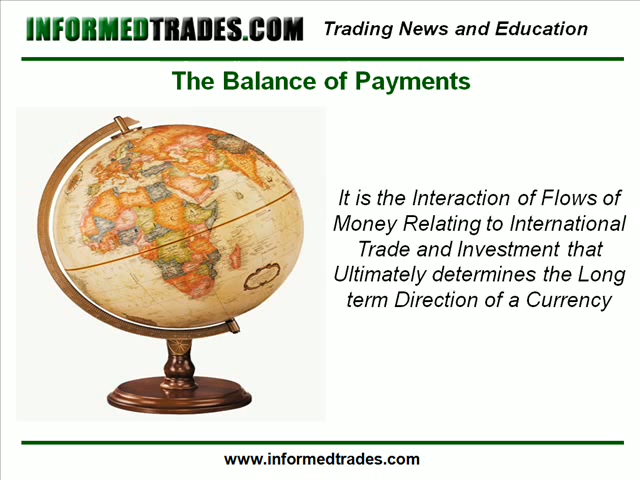 INFORMEDTRADES.COM Trading News and Education
The Balance of Payments
It is the Interaction of Flows of
Money Relating to International
Trade and Investment that
Ultimately determines the Long
term Direction of a Currency
www.informedtrades.com